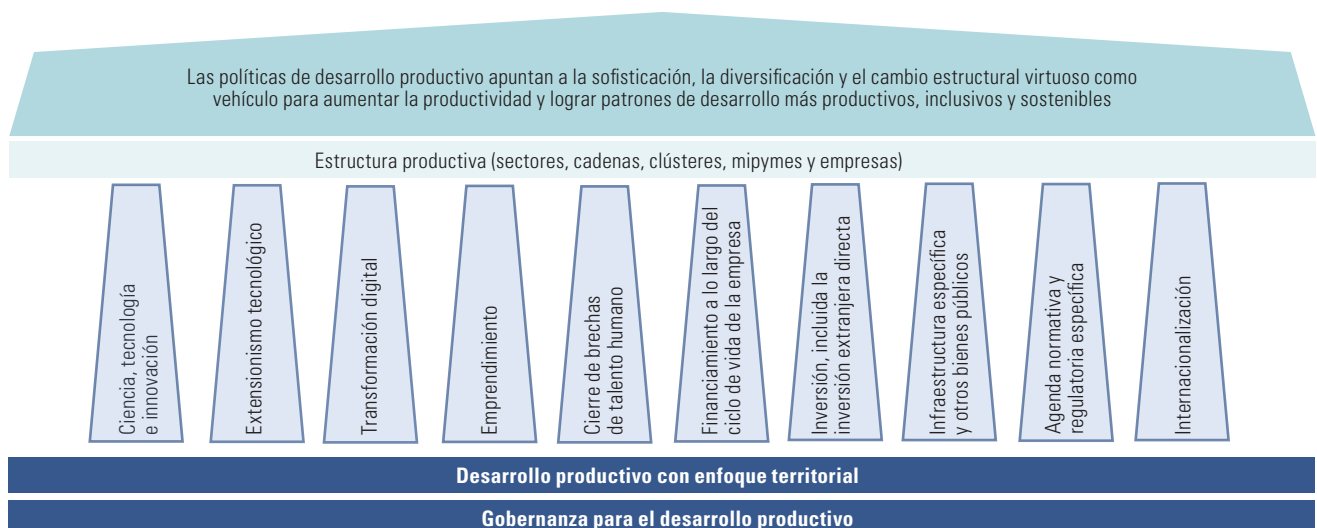 Las políticas de desarrollo productivo apuntan a la sofisticación, la diversificación y el cambio estructural virtuoso como
vehículo para aumentar la productividad y lograr patrones de desarrollo más productivos, inclusivos y sostenibles
Estructura productiva (sectores, cadenas, clústeres, mipymes y empresas)
Ciencia, tecnología
e innovación
Extensionismo tecnológico
Transformación digital
Emprendimiento
Cierre de brechas
de talento humano
Financiamiento a lo largo del
ciclo de vida de la empresa
Inversión, incluida la
inversión extranjera directa
Infraestructura específica
y otros bienes públicos
Agenda normativa y
regulatoria específica
Internacionalización
Desarrollo productivo con enfoque territorial
Gobernanza para el desarrollo productivo